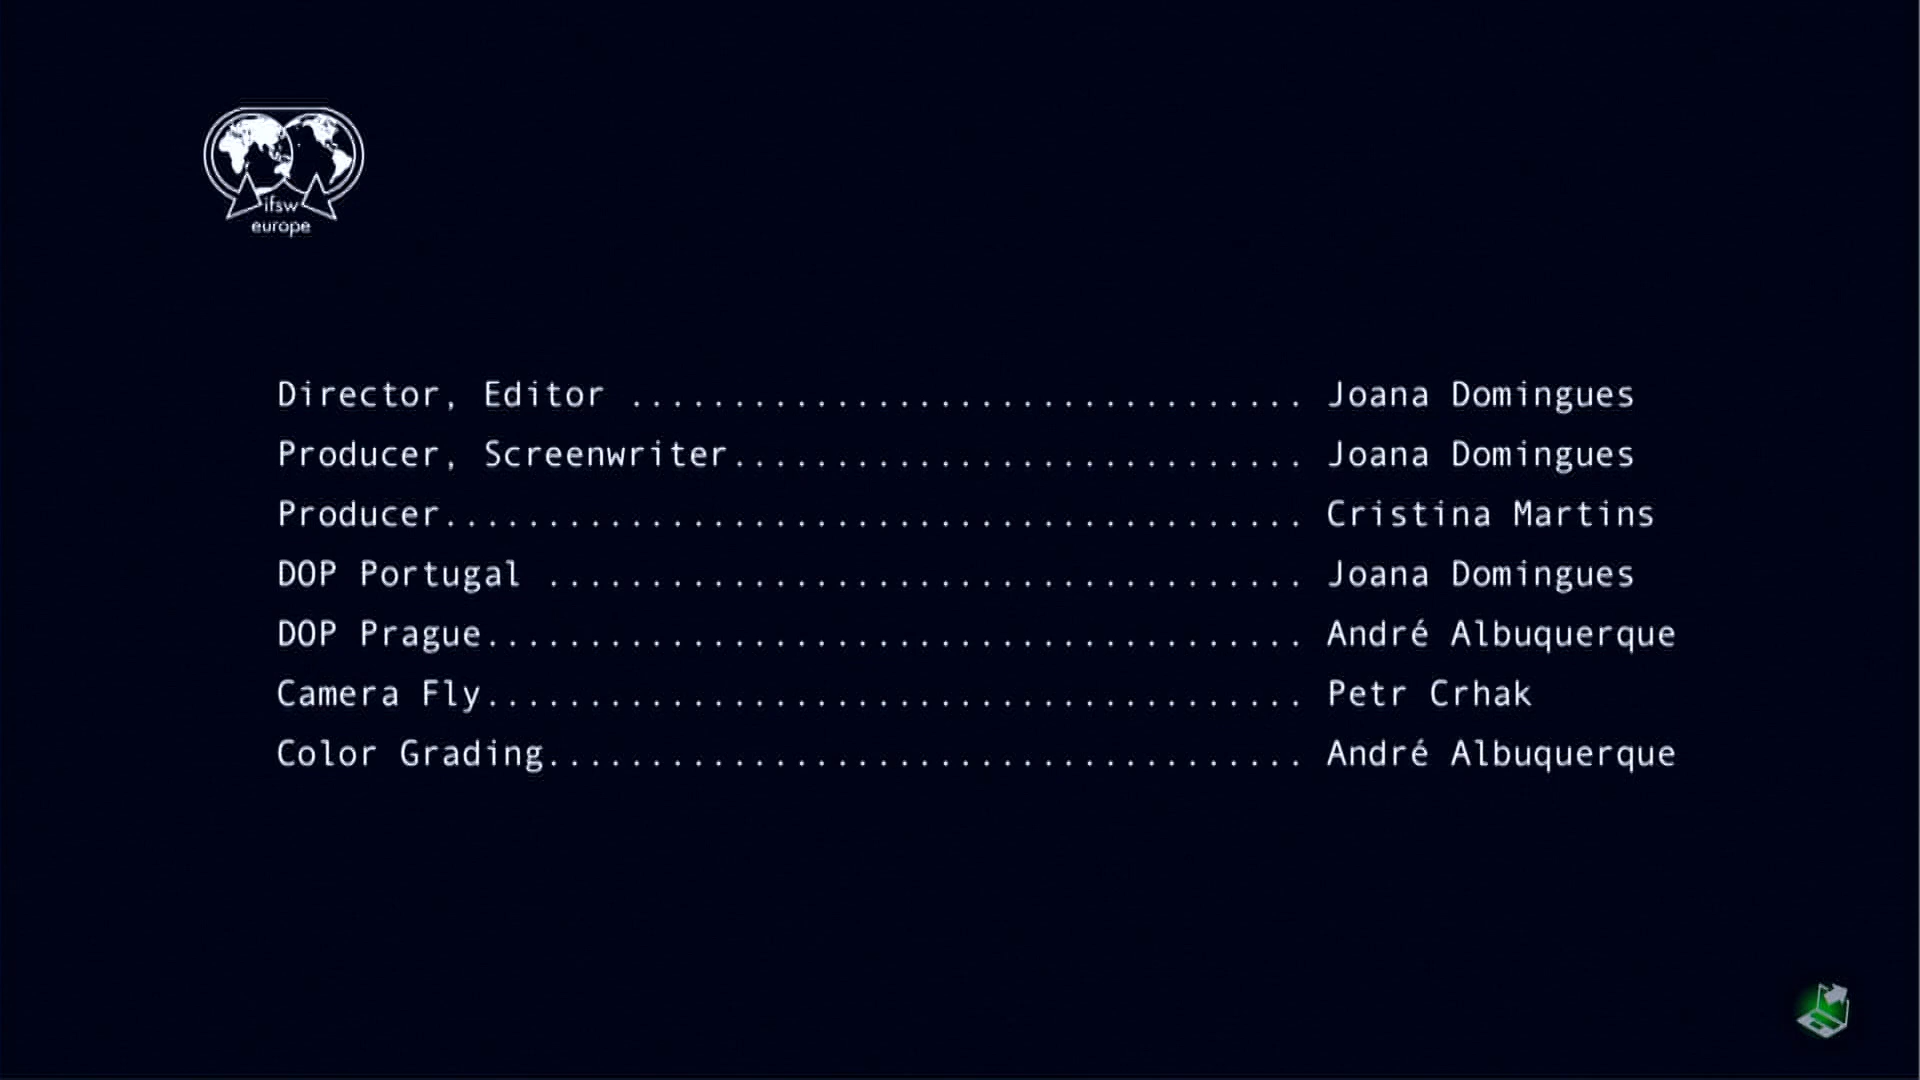 ifsw
europe
Director, Editor ................................. Joana Domingues
Producer, Screenwriter............................ Joana Domingues
Producer.......................................... Cristina Martins
DOP Portugal ..................................... Joana Domingues
DOP Prague........................................ André Albuquerque
Camera Fly........................................ Petr Crhak
Color Grading..................................... André Albuquerque